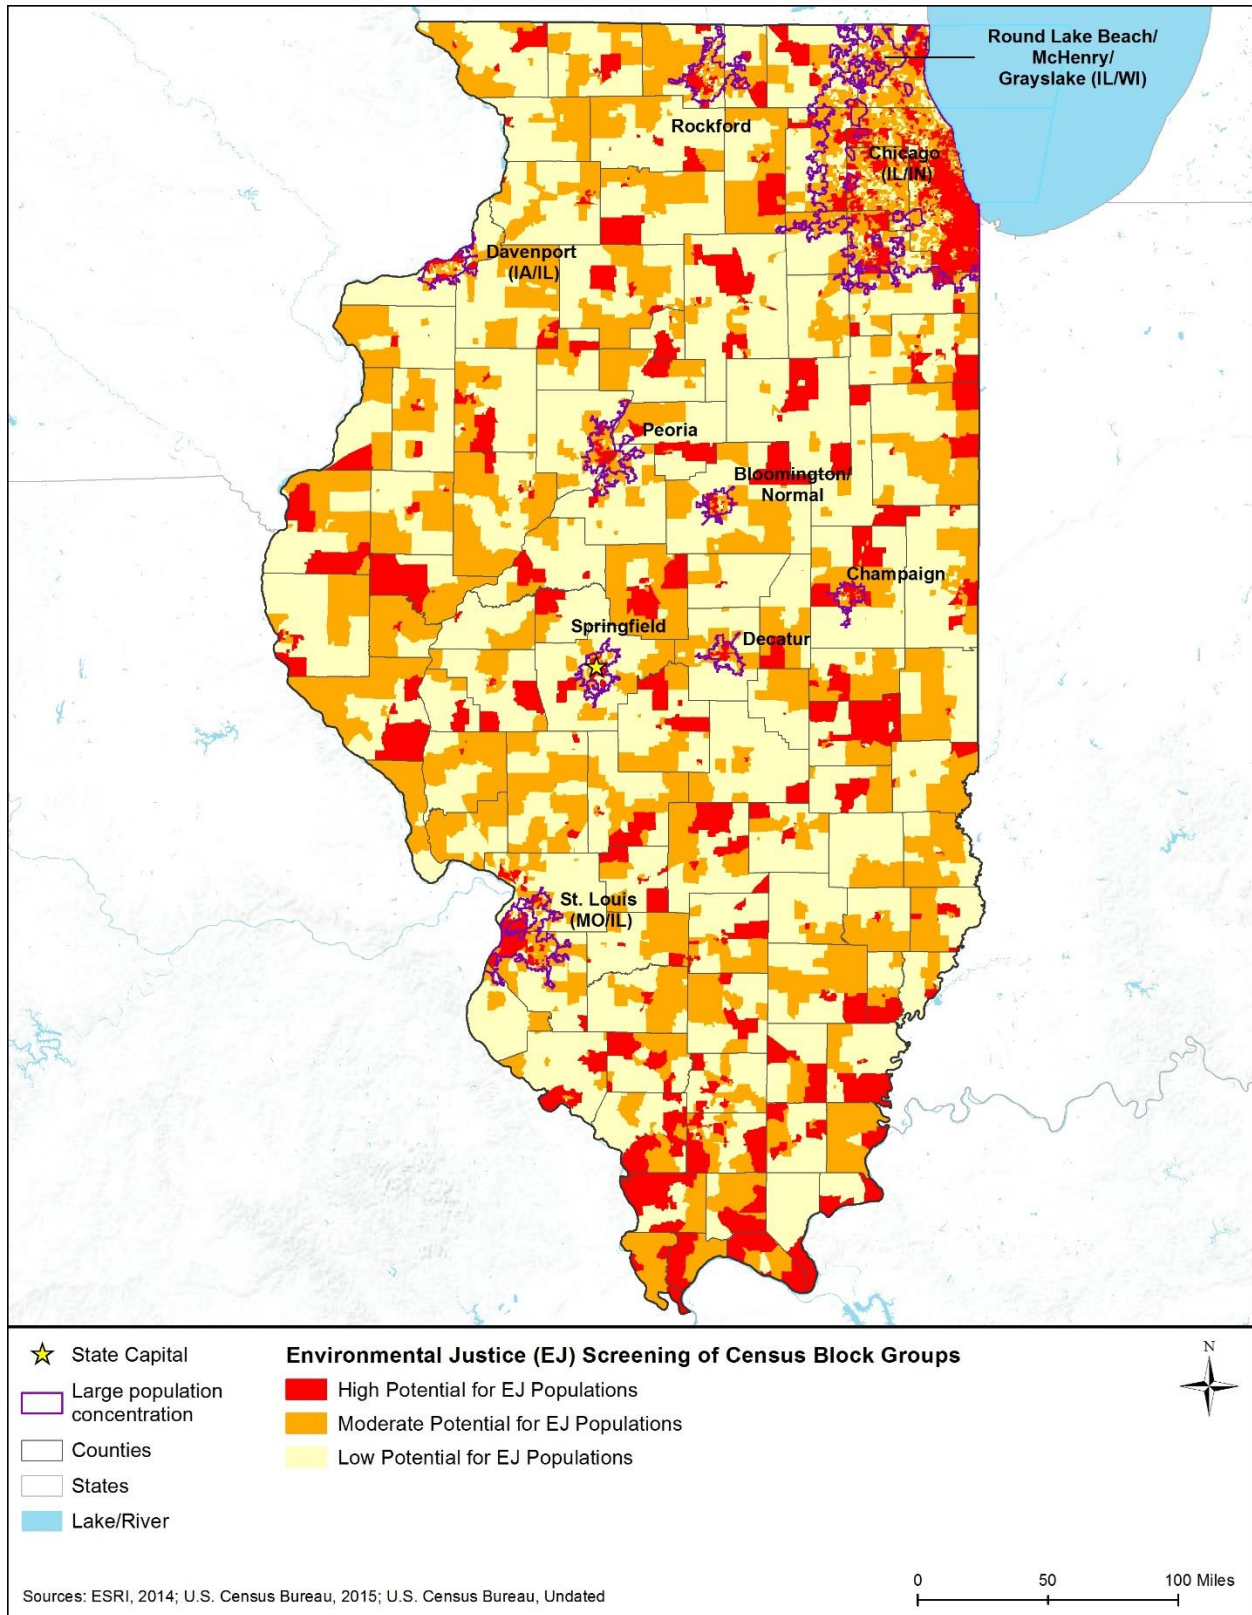 Round Lake Beach/
McHenry/
Grayslake (IL/WI)
Rockford
Chicago
(IL/IN)
Davenport
(IA/IL)
Peoria
Bloomington/
Normal
Champaign
Springfield
Decatur
St. Louis
(MO/IL)
State Capital
Large population
concentration
Counties
States
Lake/River
Environmental Justice (EJ) Screening of Census Block Groups
High Potential for EJ Populations
Moderate Potential for EJ Populations
Low Potential for EJ Populations
N
Sources: ESRI, 2014; U.S. Census Bureau, 2015; U.S. Census Bureau, Undated
0 50 100 Miles